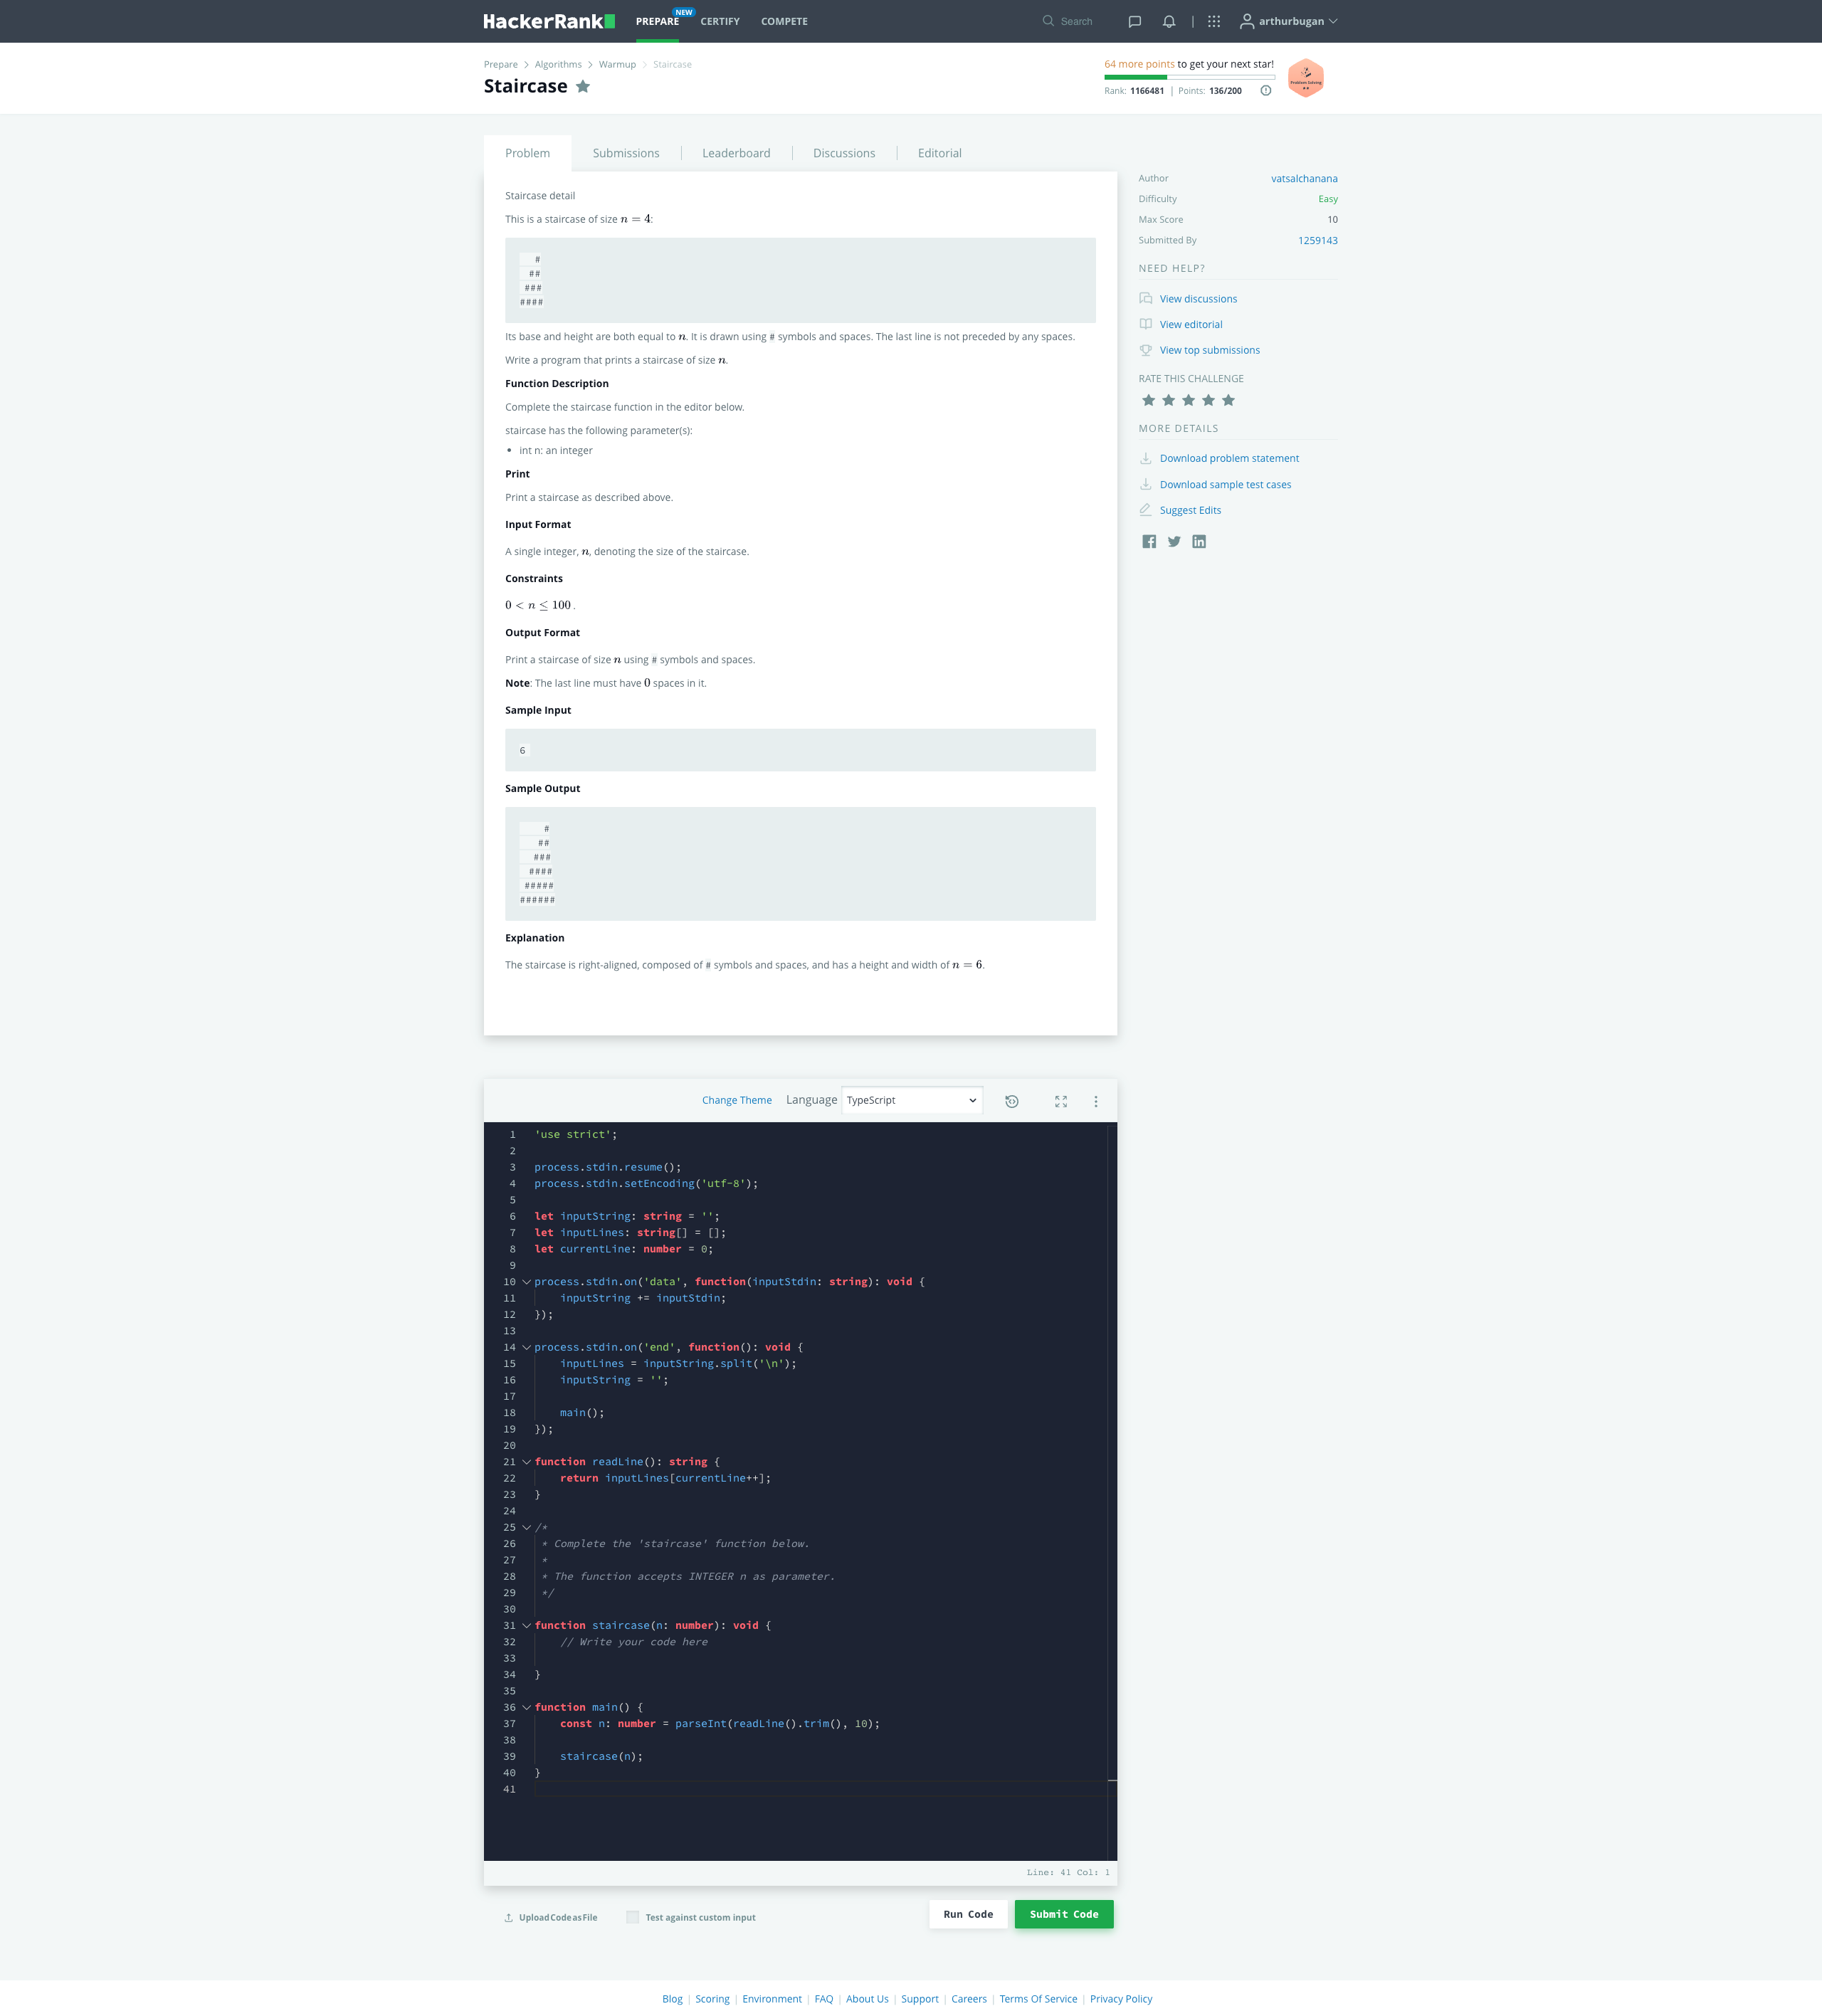 HackerRank
PREPARE
NEW
CERTIFY
COMPETE
Search
arthurbugan
Prepare > Algorithms > Warmup > Staircase
Staircase
64 more points to get your next star!
Rank: 1166481 | Points: 136/200
Problem Solving
Problem
Submissions
Leaderboard
Discussions
Editorial
Staircase detail
This is a staircase of size n = 4:
   #
  ##
 ###
####
Its base and height are both equal to n. It is drawn using # symbols and spaces. The last line is not preceded by any spaces.
Write a program that prints a staircase of size n.
Function Description
Complete the staircase function in the editor below.
staircase has the following parameter(s):
• int n: an integer
Print
Print a staircase as described above.
Input Format
A single integer, n, denoting the size of the staircase.
Constraints
0 < n ≤ 100 .
Output Format
Print a staircase of size n using # symbols and spaces.
Note: The last line must have 0 spaces in it.
Sample Input
6
Sample Output
     #
    ##
   ###
  ####
 #####
######
Explanation
The staircase is right-aligned, composed of # symbols and spaces, and has a height and width of n = 6.
Author vatsalchanana
Difficulty Easy
Max Score 10
Submitted By 1259143
NEED HELP?
View discussions
View editorial
View top submissions
RATE THIS CHALLENGE
MORE DETAILS
Download problem statement
Download sample test cases
Suggest Edits
Change Theme
Language
TypeScript
1 'use strict';
2
3 process.stdin.resume();
4 process.stdin.setEncoding('utf-8');
5
6 let inputString: string = '';
7 let inputLines: string[] = [];
8 let currentLine: number = 0;
9
10 process.stdin.on('data', function(inputStdin: string): void {
11     inputString += inputStdin;
12 });
13
14 process.stdin.on('end', function(): void {
15     inputLines = inputString.split('\n');
16     inputString = '';
17
18     main();
19 });
20
21 function readLine(): string {
22     return inputLines[currentLine++];
23 }
24
25 /*
26  * Complete the 'staircase' function below.
27  *
28  * The function accepts INTEGER n as parameter.
29  */
30
31 function staircase(n: number): void {
32     // Write your code here
33
34 }
35
36 function main() {
37     const n: number = parseInt(readLine().trim(), 10);
38
39     staircase(n);
40 }
41
Line: 41 Col: 1
Upload Code as File
Test against custom input
Run Code
Submit Code
Blog | Scoring | Environment | FAQ | About Us | Support | Careers | Terms Of Service | Privacy Policy